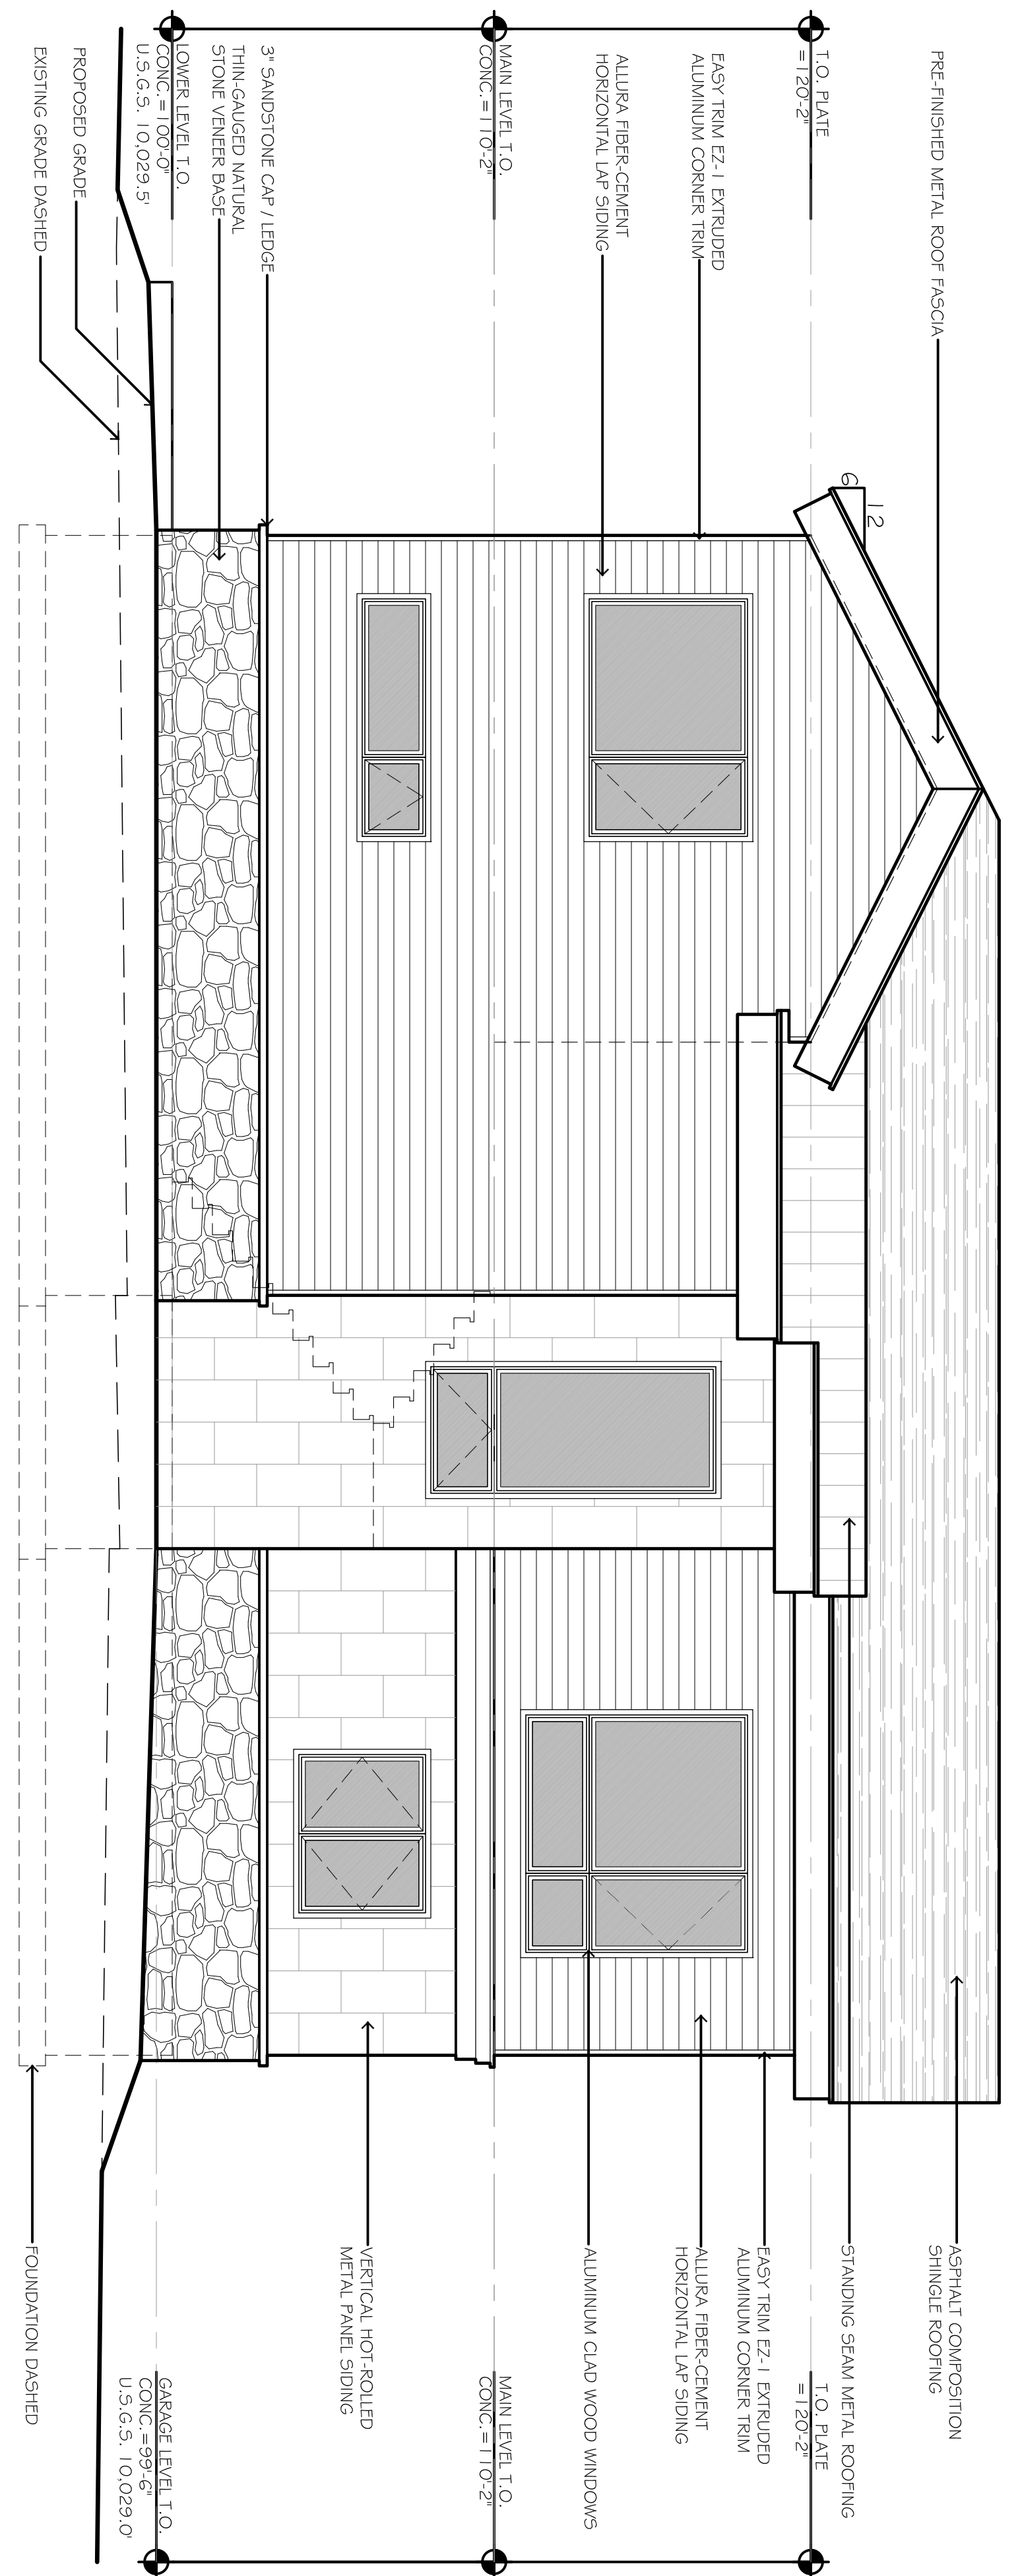 PRE-FINISHED METAL ROOF FASCIA
T.O. PLATE
=120'-2"
EASY TRIM EZ-1 EXTRUDED
ALUMINUM CORNER TRIM
ALLURA FIBER-CEMENT
HORIZONTAL LAP SIDING
MAIN LEVEL T.O.
CONC.=110'-2"
3" SANDSTONE CAP / LEDGE
THIN-GAUGED NATURAL
STONE VENEER BASE
LOWER LEVEL T.O.
CONC.=100'-0"
U.S.G.S. 10,029.5'
PROPOSED GRADE
EXISTING GRADE DASHED
12
6
ASPHALT COMPOSITION
SHINGLE ROOFING
STANDING SEAM METAL ROOFING
T.O. PLATE
=120'-2"
EASY TRIM EZ-1 EXTRUDED
ALUMINUM CORNER TRIM
ALLURA FIBER-CEMENT
HORIZONTAL LAP SIDING
ALUMINUM CLAD WOOD WINDOWS
MAIN LEVEL T.O.
CONC.=110'-2"
VERTICAL HOT-ROLLED
METAL PANEL SIDING
GARAGE LEVEL T.O.
CONC.=99'-6"
U.S.G.S. 10,029.0'
FOUNDATION DASHED